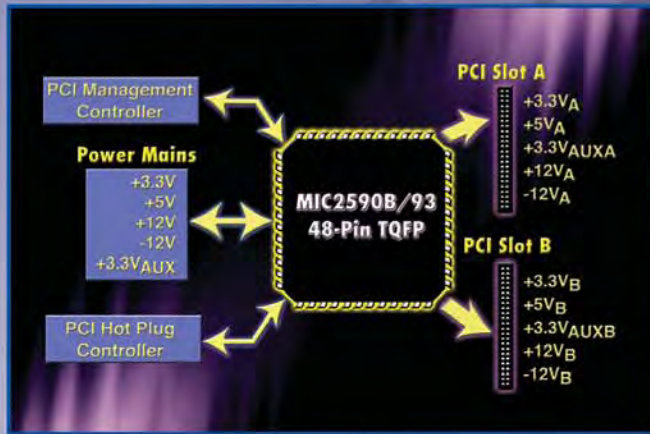 PCI Management
Controller
Power Mains
+3.3V
+5V
+12V
-12V
+3.3VAUX
PCI Hot Plug
Controller
MIC2590B/93
48-Pin TQFP
PCI Slot A
+3.3VA
+5VA
+3.3VAUXA
+12VA
-12VA
PCI Slot B
+3.3VB
+5VB
+3.3VAUXB
+12VB
-12VB